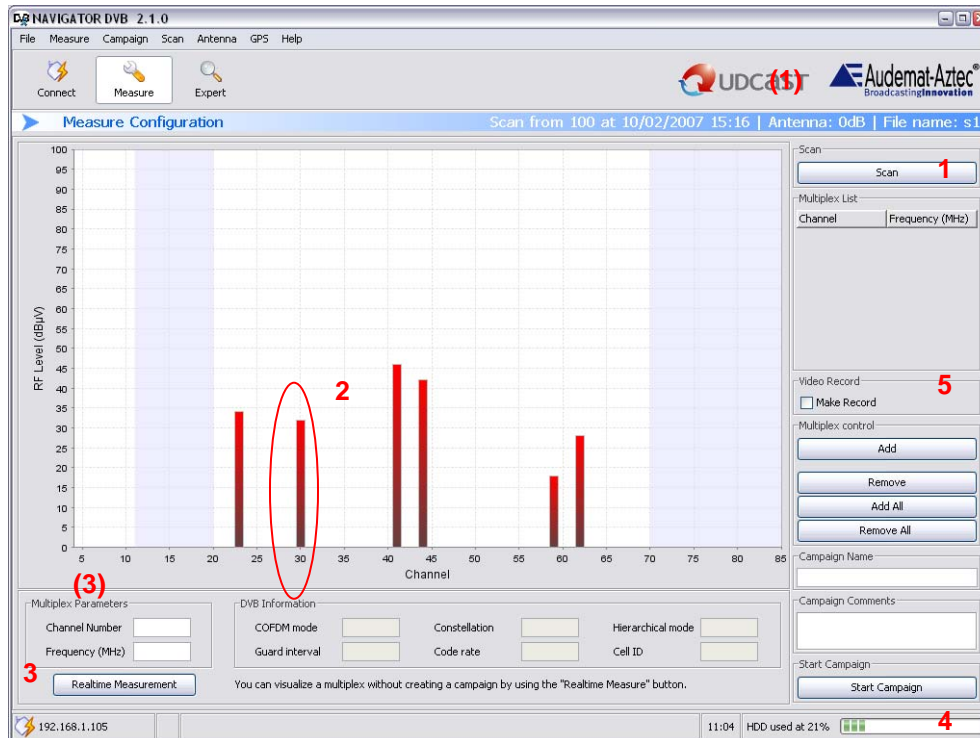 DVB NAVIGATOR DVB 2.1.0
File Measure Campaign Scan Antenna GPS Help
Connect Measure Expert
UDCAST (1) Audemat-Aztec®
BroadcastingInnovation
Measure Configuration Scan from 100 at 10/02/2007 15:16 | Antenna: 0dB | File name: s1
Scan
Scan 1
Multiplex List
Channel Frequency (MHz)
100
95
90
85
80
75
70
65
60
55
50
45
40
35
30
25
20
15
10
5
0
RF Level (dBµV)
2
5 10 15 20 25 30 35 40 45 50 55 60 65 70 75 80 85
Channel
Video Record 5
Make Record
Multiplex control
Add
Remove
Add All
Remove All
Campaign Name
Campaign Comments
Start Campaign
Start Campaign
(3)
Multiplex Parameters
Channel Number
Frequency (MHz)
3
Realtime Measurement
DVB Information
COFDM mode Constellation Hierarchical mode
Guard interval Code rate Cell ID
You can visualize a multiplex without creating a campaign by using the "Realtime Measure" button.
192.168.1.105 11:04 HDD used at 21% 4